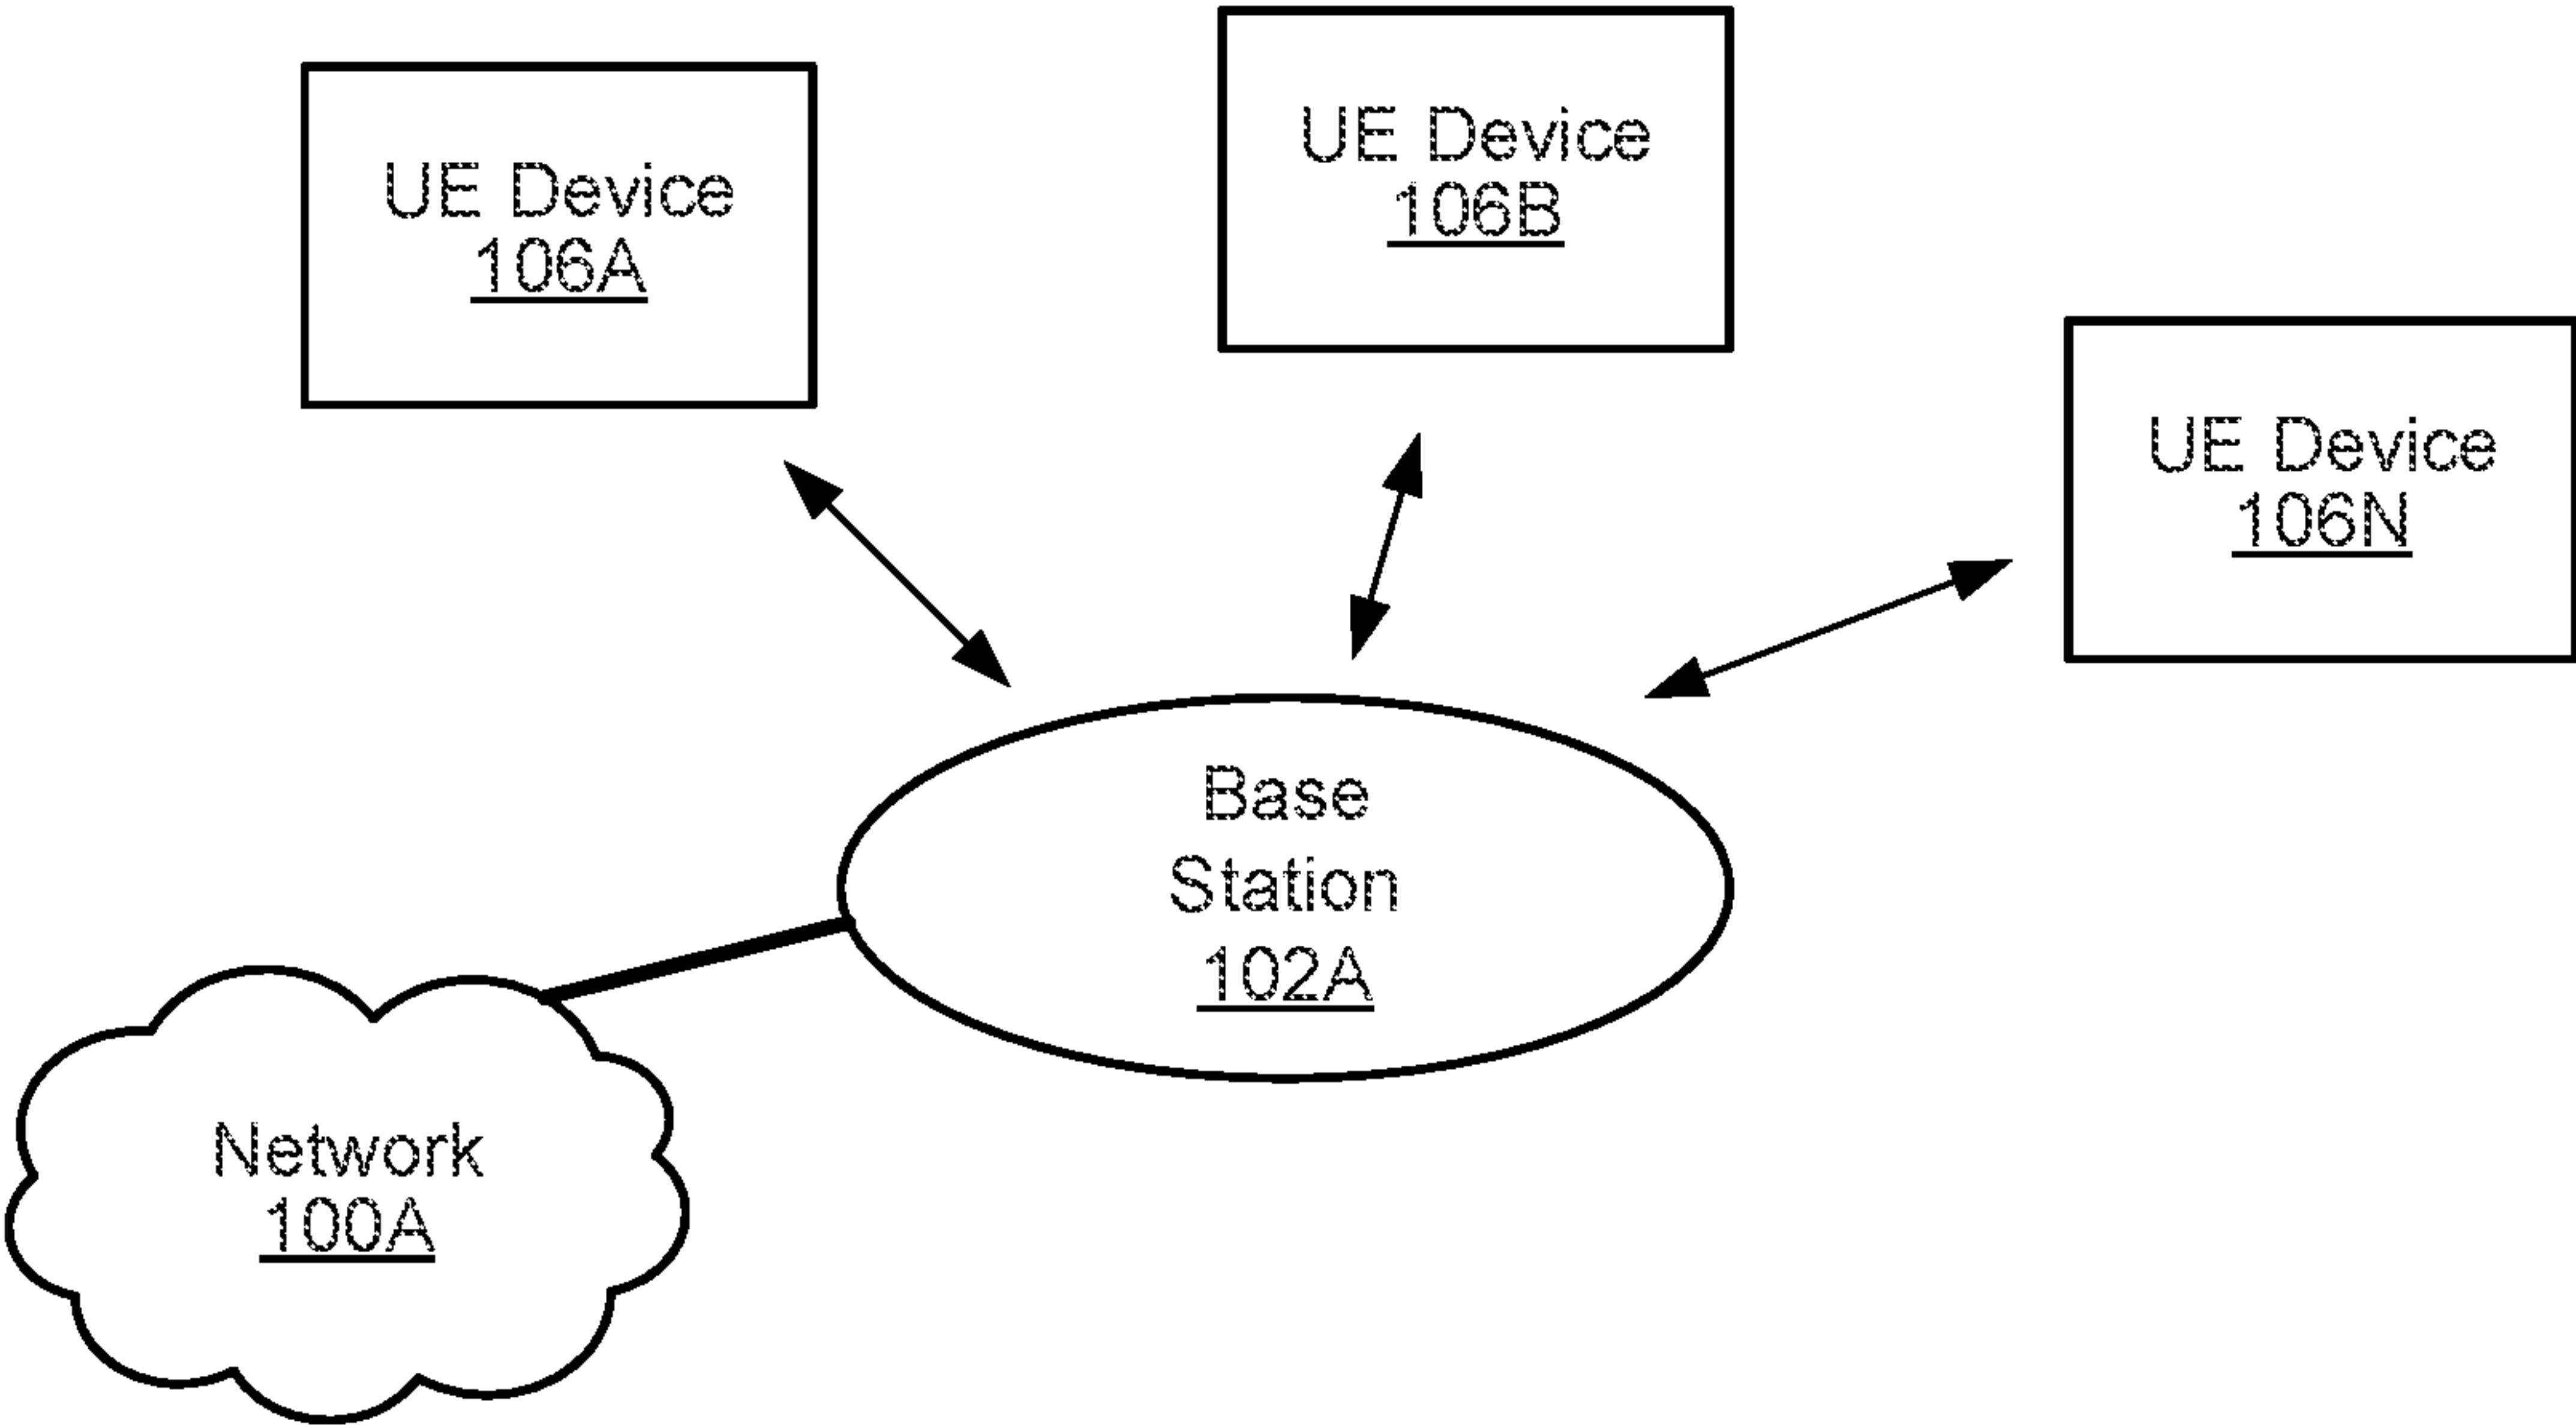 UE Device
106A
UE Device
106B
UE Device
106N
Base
Station
102A
Network
100A